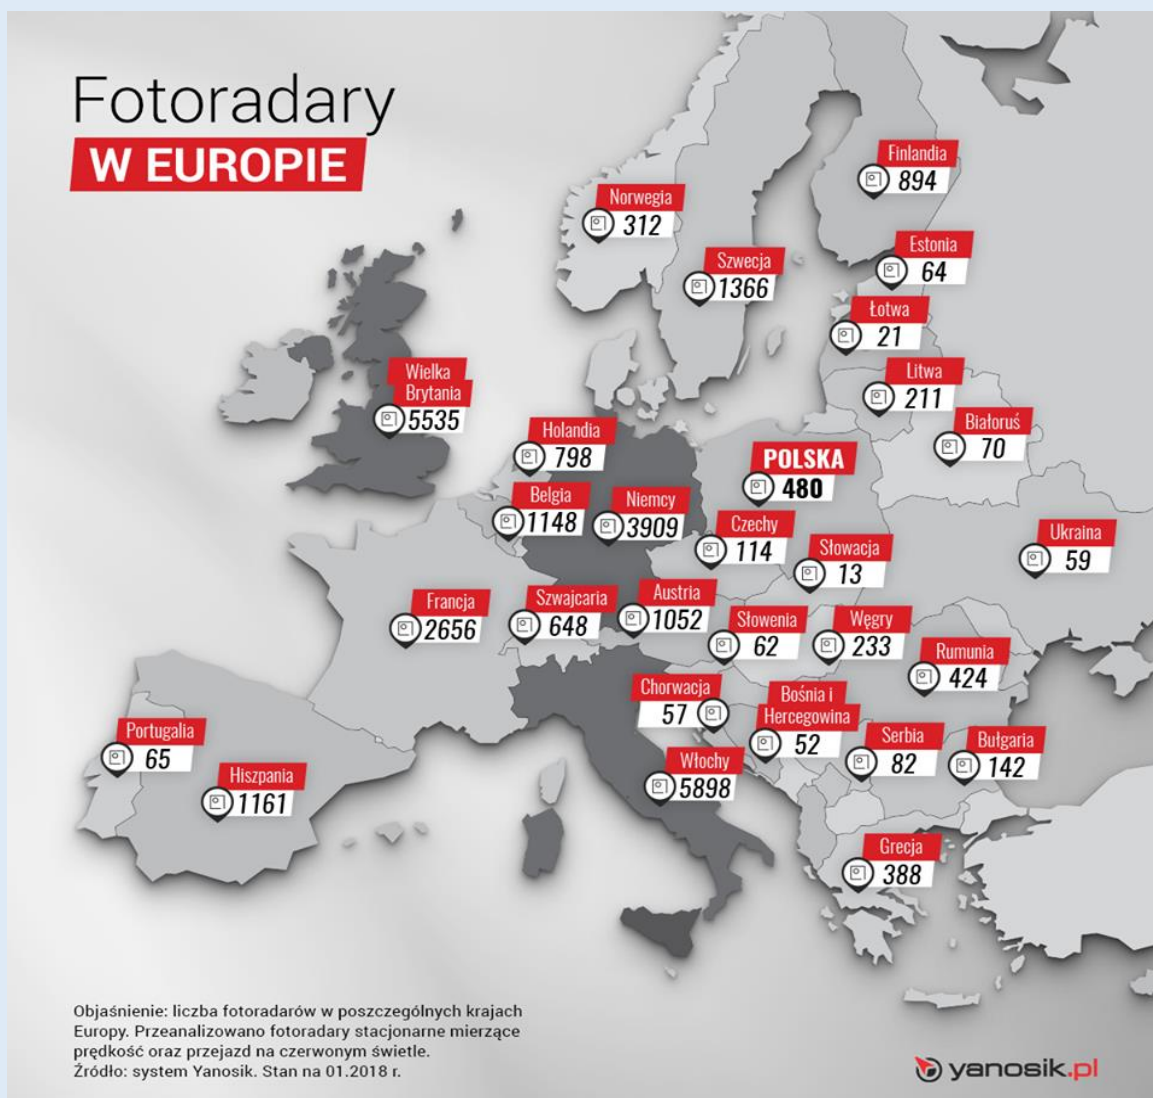 Fotoradary
W EUROPIE
Finlandia
894
Norwegia
312
Estonia
64
Szwecja
1366
Łotwa
21
Wielka
Brytania
5535
Litwa
211
Białoruś
70
Holandia
798
POLSKA
480
Belgia
1148
Niemcy
3909
Czechy
114
Słowacja
13
Ukraina
59
Francja
2656
Szwajcaria
648
Austria
1052
Słowenia
62
Węgry
233
Rumunia
424
Chorwacja
57
Bośnia i
Hercegowina
52
Portugalia
65
Serbia
82
Bułgaria
142
Hiszpania
1161
Włochy
5898
Grecja
388
Objaśnienie: liczba fotoradarów w poszczególnych krajach
Europy. Przeanalizowano fotoradary stacjonarne mierzące
prędkość oraz przejazd na czerwonym świetle.
Źródło: system Yanosik. Stan na 01.2018 r.
yanosik.pl